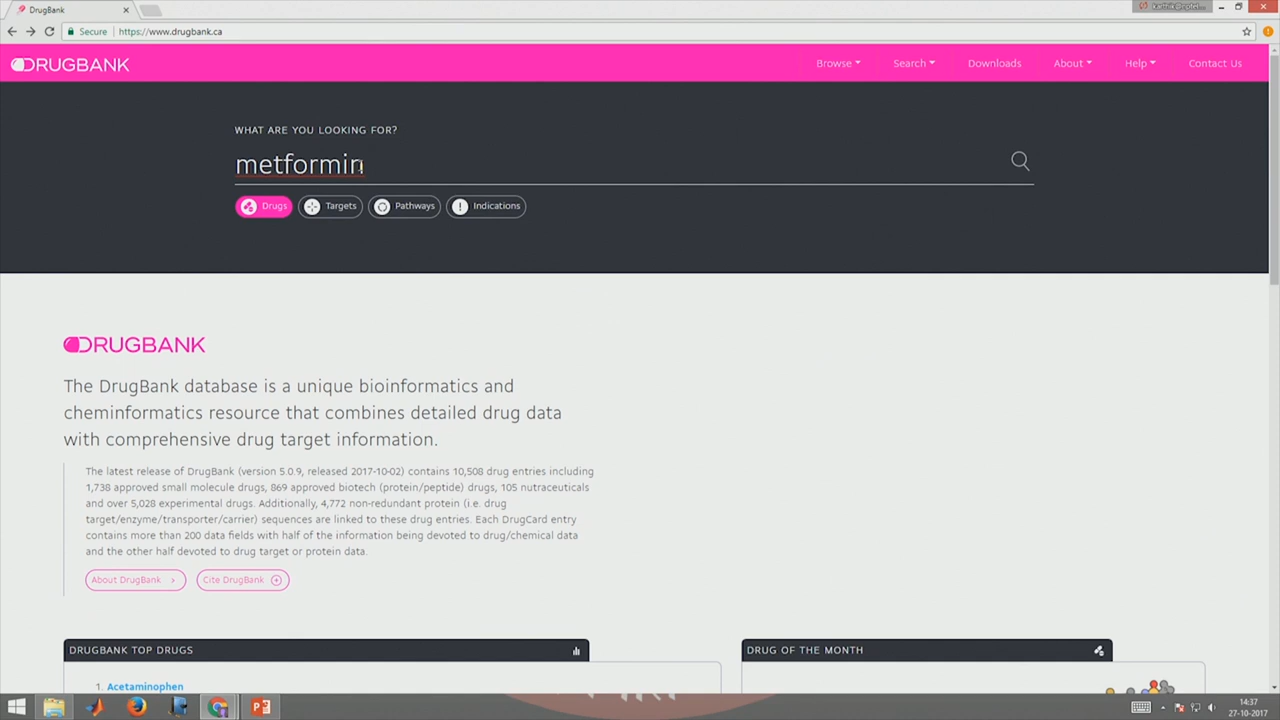 DrugBank
Secure
https://www.drugbank.ca
DRUGBANK
Browse
Search
Downloads
About
Help
Contact Us
WHAT ARE YOU LOOKING FOR?
metformin
Drugs
Targets
Pathways
Indications
DRUGBANK
The DrugBank database is a unique bioinformatics and
cheminformatics resource that combines detailed drug data
with comprehensive drug target information.
The latest release of DrugBank (version 5.0.9, released 2017-10-02) contains 10,508 drug entries including
1,738 approved small molecule drugs, 869 approved biotech (protein/peptide) drugs, 105 nutraceuticals
and over 5,028 experimental drugs. Additionally, 4,772 non-redundant protein (i.e. drug
target/enzyme/transporter/carrier) sequences are linked to these drug entries. Each DrugCard entry
contains more than 200 data fields with half of the information being devoted to drug/chemical data
and the other half devoted to drug target or protein data.
About DrugBank
Cite DrugBank
DRUGBANK TOP DRUGS
DRUG OF THE MONTH
1. Acetaminophen
14:37
27-10-2017